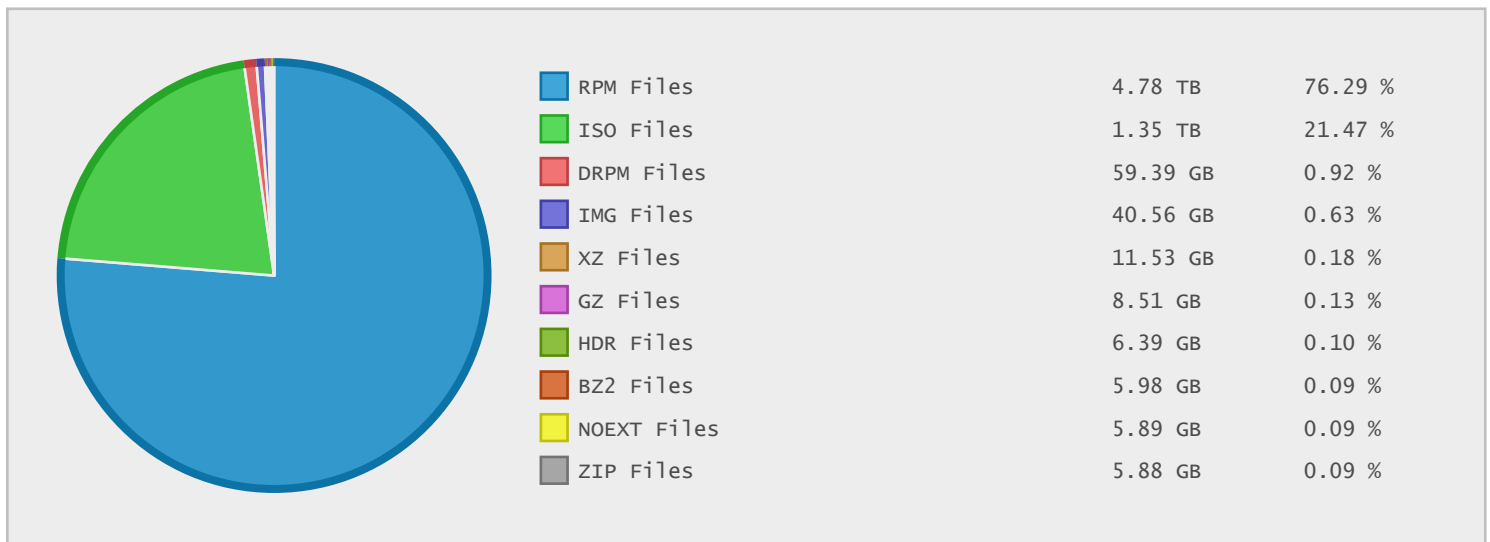 RPM Files 4.78 TB 76.29 %
ISO Files 1.35 TB 21.47 %
DRPM Files 59.39 GB 0.92 %
IMG Files 40.56 GB 0.63 %
XZ Files 11.53 GB 0.18 %
GZ Files 8.51 GB 0.13 %
HDR Files 6.39 GB 0.10 %
BZ2 Files 5.98 GB 0.09 %
NOEXT Files 5.89 GB 0.09 %
ZIP Files 5.88 GB 0.09 %